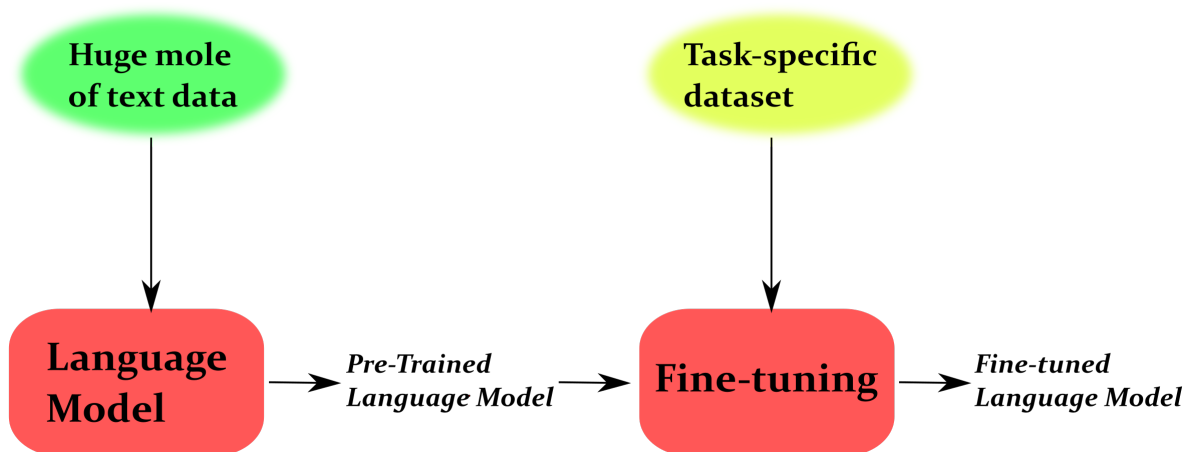 Huge mole
of text data
Task-specific
dataset
Language
Model
Pre-Trained
Language Model
Fine-tuning
Fine-tuned
Language Model